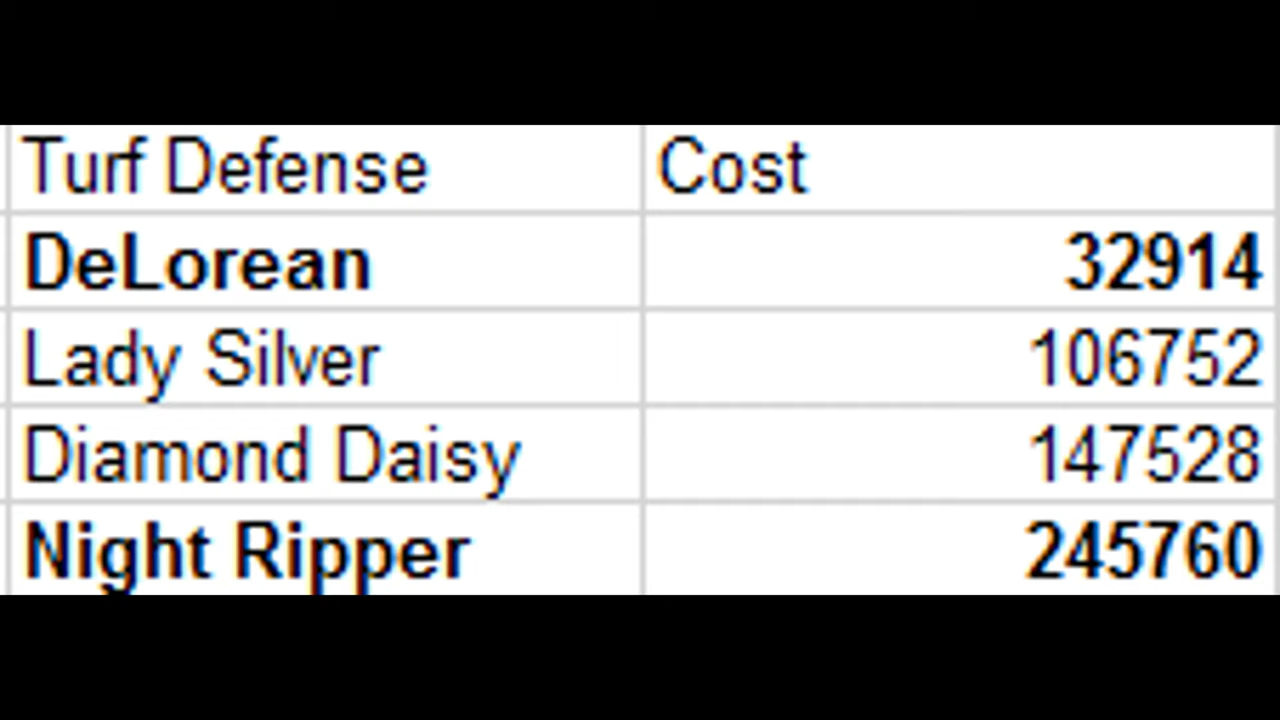 Turf Defense Cost
DeLorean 32914
Lady Silver 106752
Diamond Daisy 147528
Night Ripper 245760